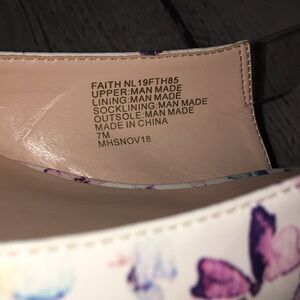 FAITH NL19FTH85
UPPER:MAN MADE
LINING:MAN MADE
SOCKLINING:MAN MADE
OUTSOLE:MAN MADE
MADE IN CHINA
7M
MHSNOV18